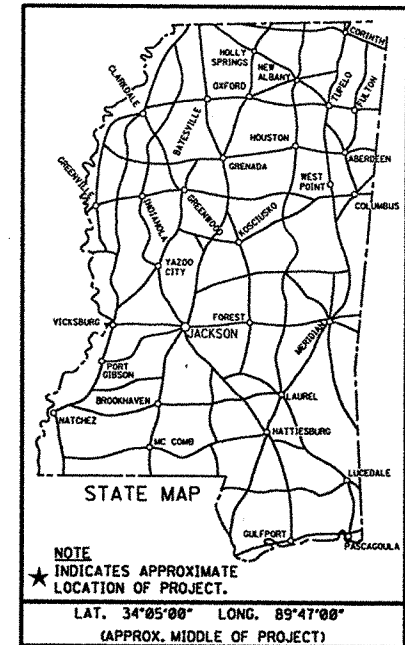 CORINTH
HOLLY
SPRINGS
NEW
ALBANY
CLARKDALE
OXFORD
TUPELO
FULTON
BATESVILLE
HOUSTON
GRENADA
ABERDEEN
GREENVILLE
WEST
POINT
INDIANOLA
GREENWOOD
KOSCIUSKO
COLUMBUS
YAZOO
CITY
VICKSBURG
JACKSON
FOREST
MERIDIAN
PORT
GIBSON
BROOKHAVEN
LAUREL
NATCHEZ
HATTIESBURG
MC COMB
LUCEDALE
STATE MAP
GULFPORT
PASCAGOULA
NOTE
INDICATES APPROXIMATE
LOCATION OF PROJECT.
LAT. 34°05'00" LONG. 89°47'00"
(APPROX. MIDDLE OF PROJECT)